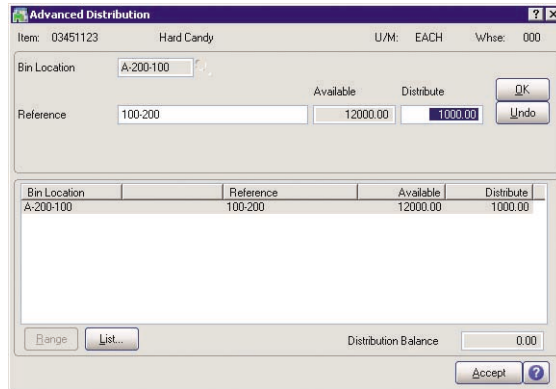 Advanced Distribution ? X
Item: 03451123 Hard Candy U/M: EACH Whse: 000
Bin Location A-200-100
Available Distribute OK
Reference 100-200 12000.00 1000.00 Undo
Bin Location Reference Available Distribute
A-200-100 100-200 12000.00 1000.00
Range List... Distribution Balance 0.00
Accept ?